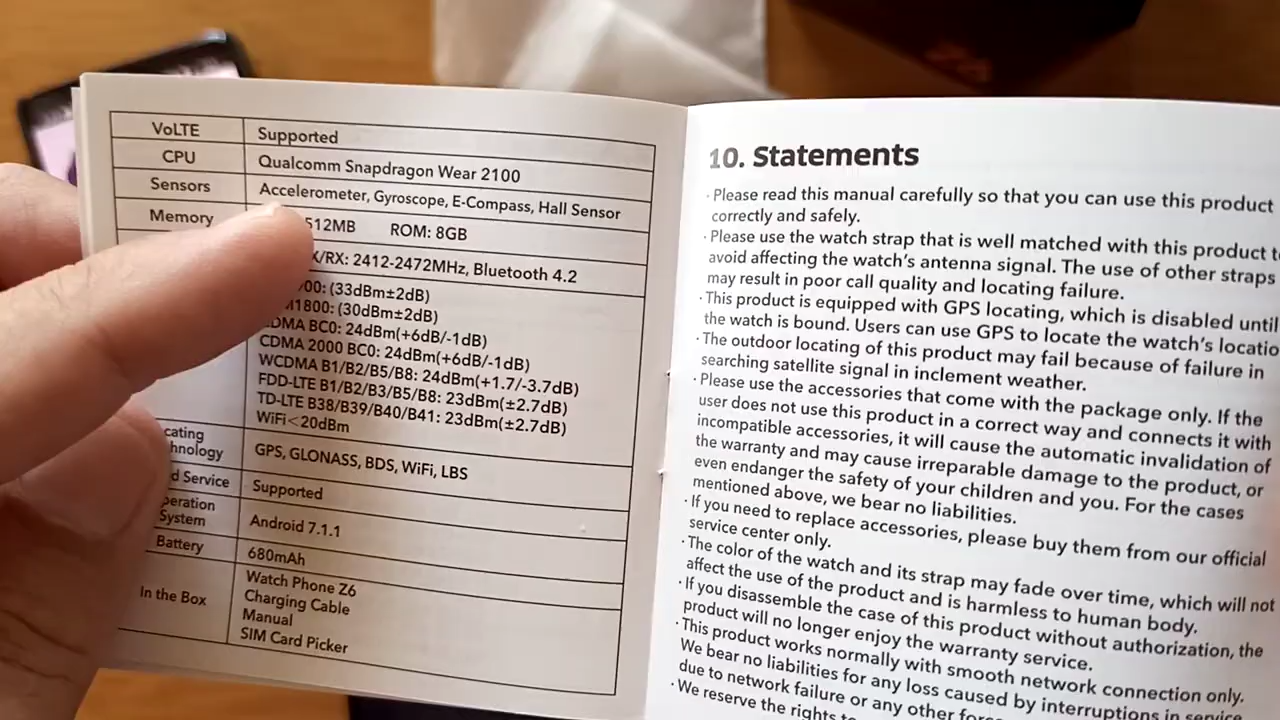 VoLTE Supported
CPU Qualcomm Snapdragon Wear 2100
Sensors Accelerometer, Gyroscope, E-Compass, Hall Sensor
Memory 512MB ROM: 8GB
X/RX: 2412-2472MHz, Bluetooth 4.2
00: (33dBm±2dB)
1800: (30dBm±2dB)
DMA BC0: 24dBm(+6dB/-1dB)
CDMA 2000 BC0: 24dBm(+6dB/-1dB)
WCDMA B1/B2/B5/B8: 24dBm(+1.7/-3.7dB)
FDD-LTE B1/B2/B3/B5/B8: 23dBm(±2.7dB)
TD-LTE B38/B39/B40/B41: 23dBm(±2.7dB)
WiFi<20dBm
cating
hnology GPS, GLONASS, BDS, WiFi, LBS
d Service Supported
peration
System Android 7.1.1
Battery 680mAh
In the Box Watch Phone Z6
Charging Cable
Manual
SIM Card Picker
10. Statements
· Please read this manual carefully so that you can use this product
correctly and safely.
· Please use the watch strap that is well matched with this product to
avoid affecting the watch's antenna signal. The use of other straps
may result in poor call quality and locating failure.
· This product is equipped with GPS locating, which is disabled until
the watch is bound. Users can use GPS to locate the watch's locatio
· The outdoor locating of this product may fail because of failure in
searching satellite signal in inclement weather.
· Please use the accessories that come with the package only. If the
user does not use this product in a correct way and connects it with
incompatible accessories, it will cause the automatic invalidation of
the warranty and may cause irreparable damage to the product, or
even endanger the safety of your children and you. For the cases
mentioned above, we bear no liabilities.
· If you need to replace accessories, please buy them from our official
service center only.
· The color of the watch and its strap may fade over time, which will not
affect the use of the product and is harmless to human body.
· If you disassemble the case of this product without authorization, the
product will no longer enjoy the warranty service.
· This product works normally with smooth network connection only.
We bear no liabilities for any loss caused by interruptions in service
due to network failure or any other
· We reserve the rights